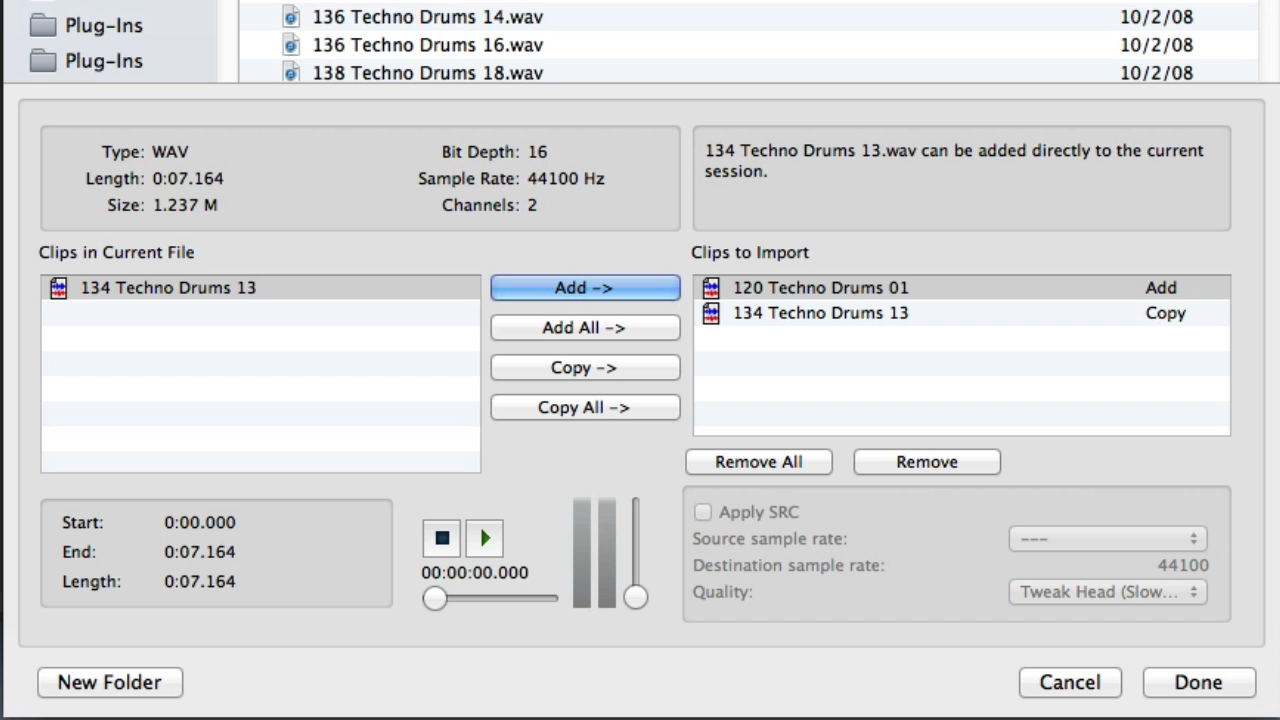 Plug-Ins
136 Techno Drums 14.wav 10/2/08
136 Techno Drums 16.wav 10/2/08
Plug-Ins
138 Techno Drums 18.wav 10/2/08
Type: WAV
Length: 0:07.164
Size: 1.237 M
Bit Depth: 16
Sample Rate: 44100 Hz
Channels: 2
134 Techno Drums 13.wav can be added directly to the current
session.
Clips in Current File
134 Techno Drums 13
Add ->
Add All ->
Copy ->
Copy All ->
Clips to Import
120 Techno Drums 01 Add
134 Techno Drums 13 Copy
Remove All
Remove
Start: 0:00.000
End: 0:07.164
Length: 0:07.164
00:00:00.000
Apply SRC
Source sample rate: ---
Destination sample rate: 44100
Quality: Tweak Head (Slow...
New Folder
Cancel
Done